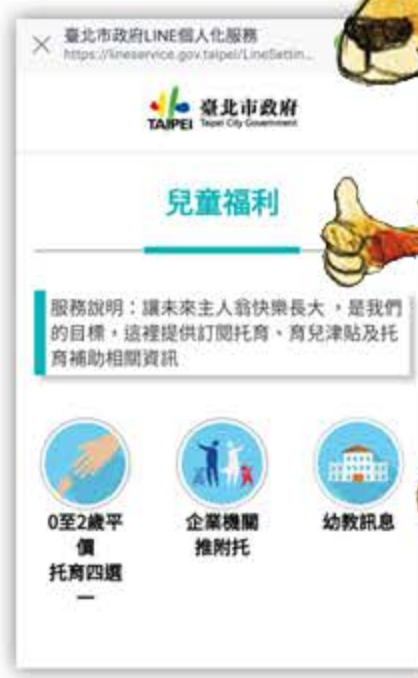 臺北市政府LINE個人化服務
https://lineservice.gov.taipei/LineSettin...
TAIPEI 臺北市政府
Taipei City Government
兒童福利
服務說明：讓未來主人翁快樂長大，是我們
的目標，這裡提供訂閱托育、育兒津貼及托
育補助相關資訊
0至2歲平
價
托育四選
一
企業機關
推附托
幼教訊息